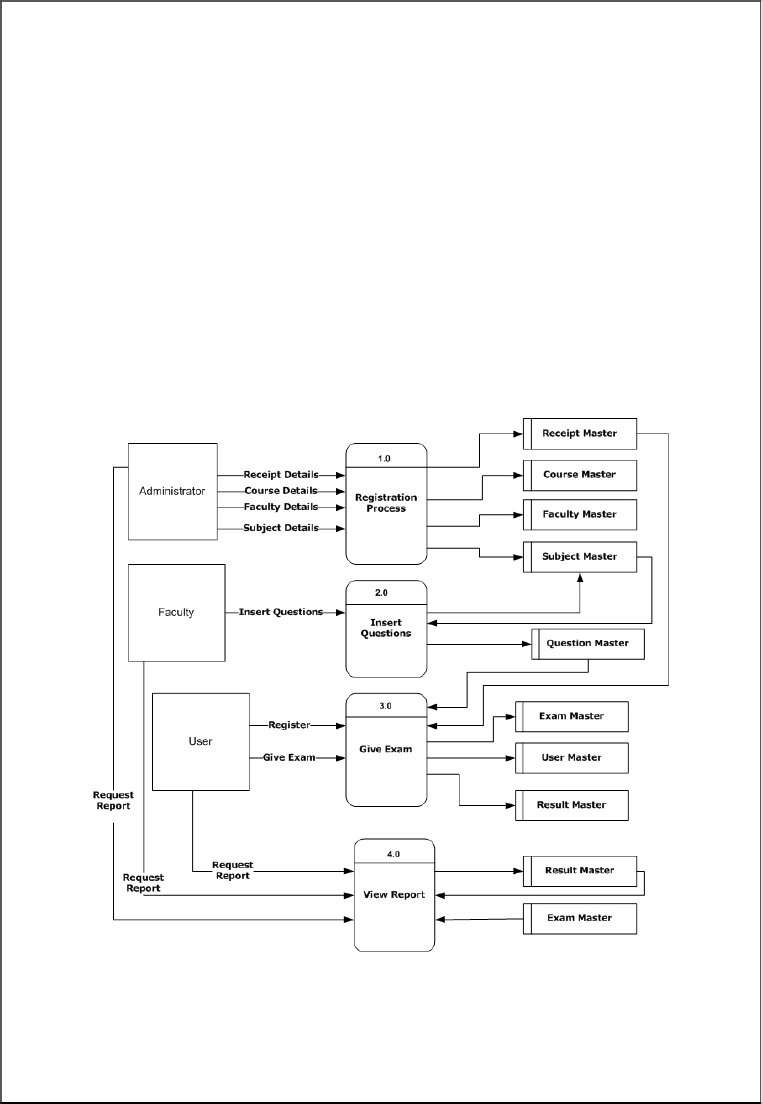 Receipt Master
1.0
Administrator
Receipt Details
Course Details
Faculty Details
Subject Details
Registration
Process
Course Master
Faculty Master
Subject Master
2.0
Faculty
Insert Questions
Insert
Questions
Question Master
3.0
User
Register
Give Exam
Give Exam
Exam Master
User Master
Result Master
Request
Report
4.0
Request
Report
Request
Report
View Report
Result Master
Exam Master